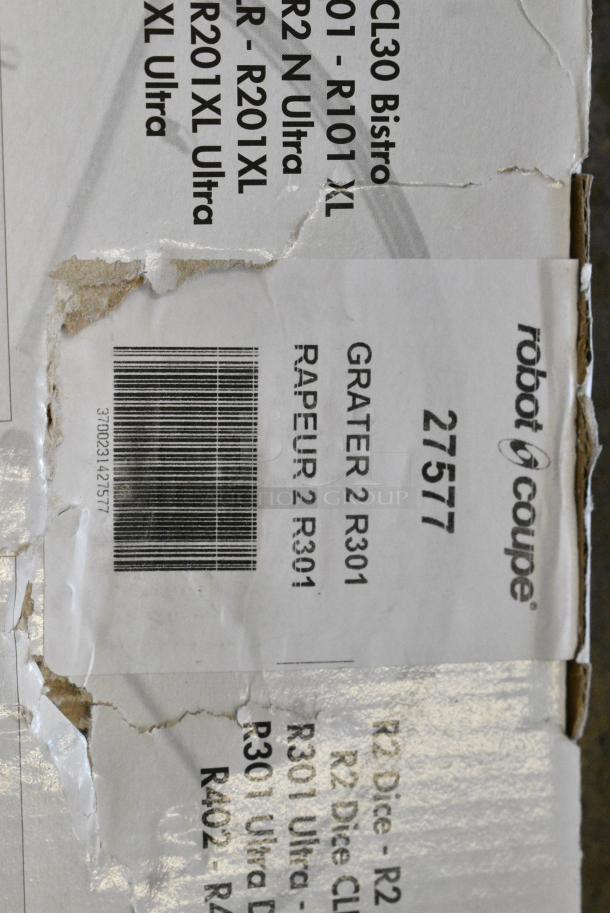 CL30 Bistro
01 - R101 XL
R2 N Ultra
R - R201XL
R201XL Ultra
XL Ultra
robot coupe®
27577
GRATER 2 R301
RAPEUR 2 R301
3700231427577
R2 Dice - R2
R2 Dice CL
R301 Ultra -
R301 Ultra D
R402 - R4